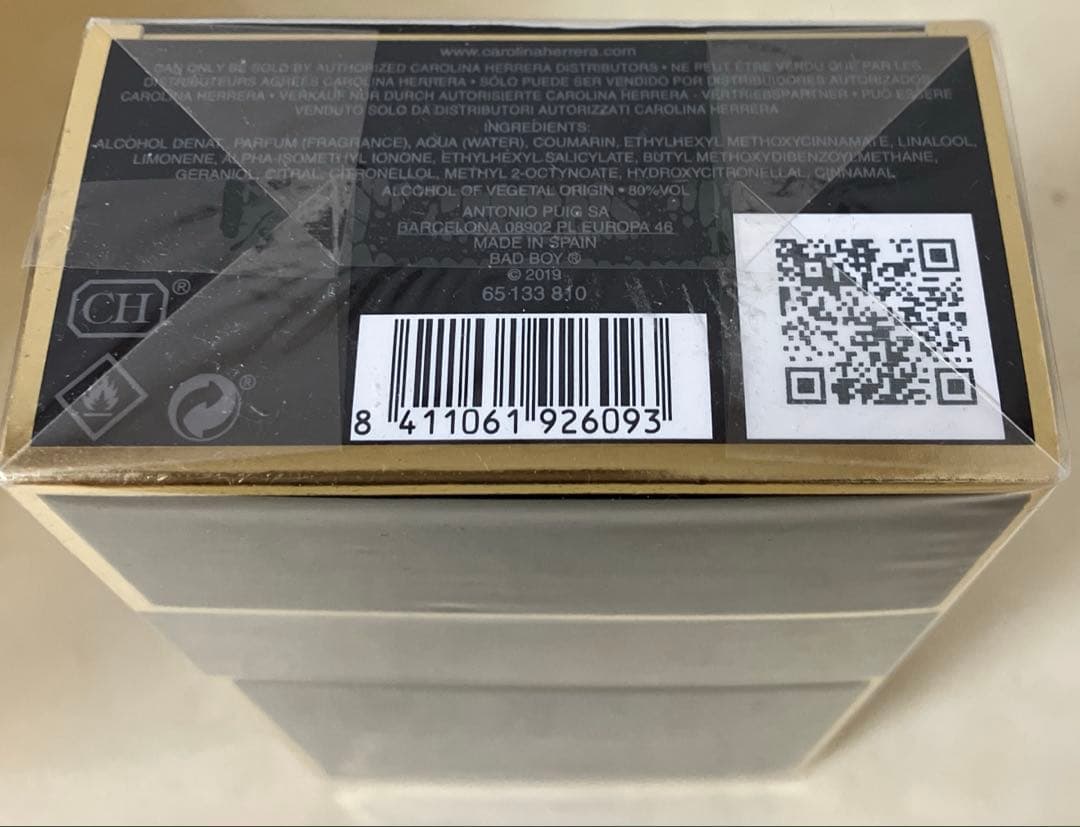 www.carolinaherrera.com
CAN ONLY BE SOLD BY AUTHORIZED CAROLINA HERRERA DISTRIBUTORS • NE PEUT ÊTRE VENDU QUE PAR LES
DISTRIBUTEURS AGRÉÉS CAROLINA HERRERA • SÓLO PUEDE SER VENDIDO POR DISTRIBUIDORES AUTORIZADOS
CAROLINA HERRERA • VERKAUF NUR DURCH AUTORISIERTE CAROLINA HERRERA - VERTRIEBSPARTNER • PUÒ ESSERE
VENDUTO SOLO DA DISTRIBUTORI AUTORIZZATI CAROLINA HERRERA
INGREDIENTS:
ALCOHOL DENAT, PARFUM (FRAGRANCE), AQUA (WATER), COUMARIN, ETHYLHEXYL METHOXYCINNAMATE, LINALOOL,
LIMONENE, ALPHA-ISOMETHYL IONONE, ETHYLHEXYL SALICYLATE, BUTYL METHOXYDIBENZOYLMETHANE,
GERANIOL, CITRAL, CITRONELLOL, METHYL 2-OCTYNOATE, HYDROXYCITRONELLAL, CINNAMAL
ALCOHOL OF VEGETAL ORIGIN • 80%VOL
ANTONIO PUIG SA
BARCELONA 08902 PL EUROPA 46
MADE IN SPAIN
BAD BOY ®
© 2019
65·133 810
CH ®
®
8 411061 926093